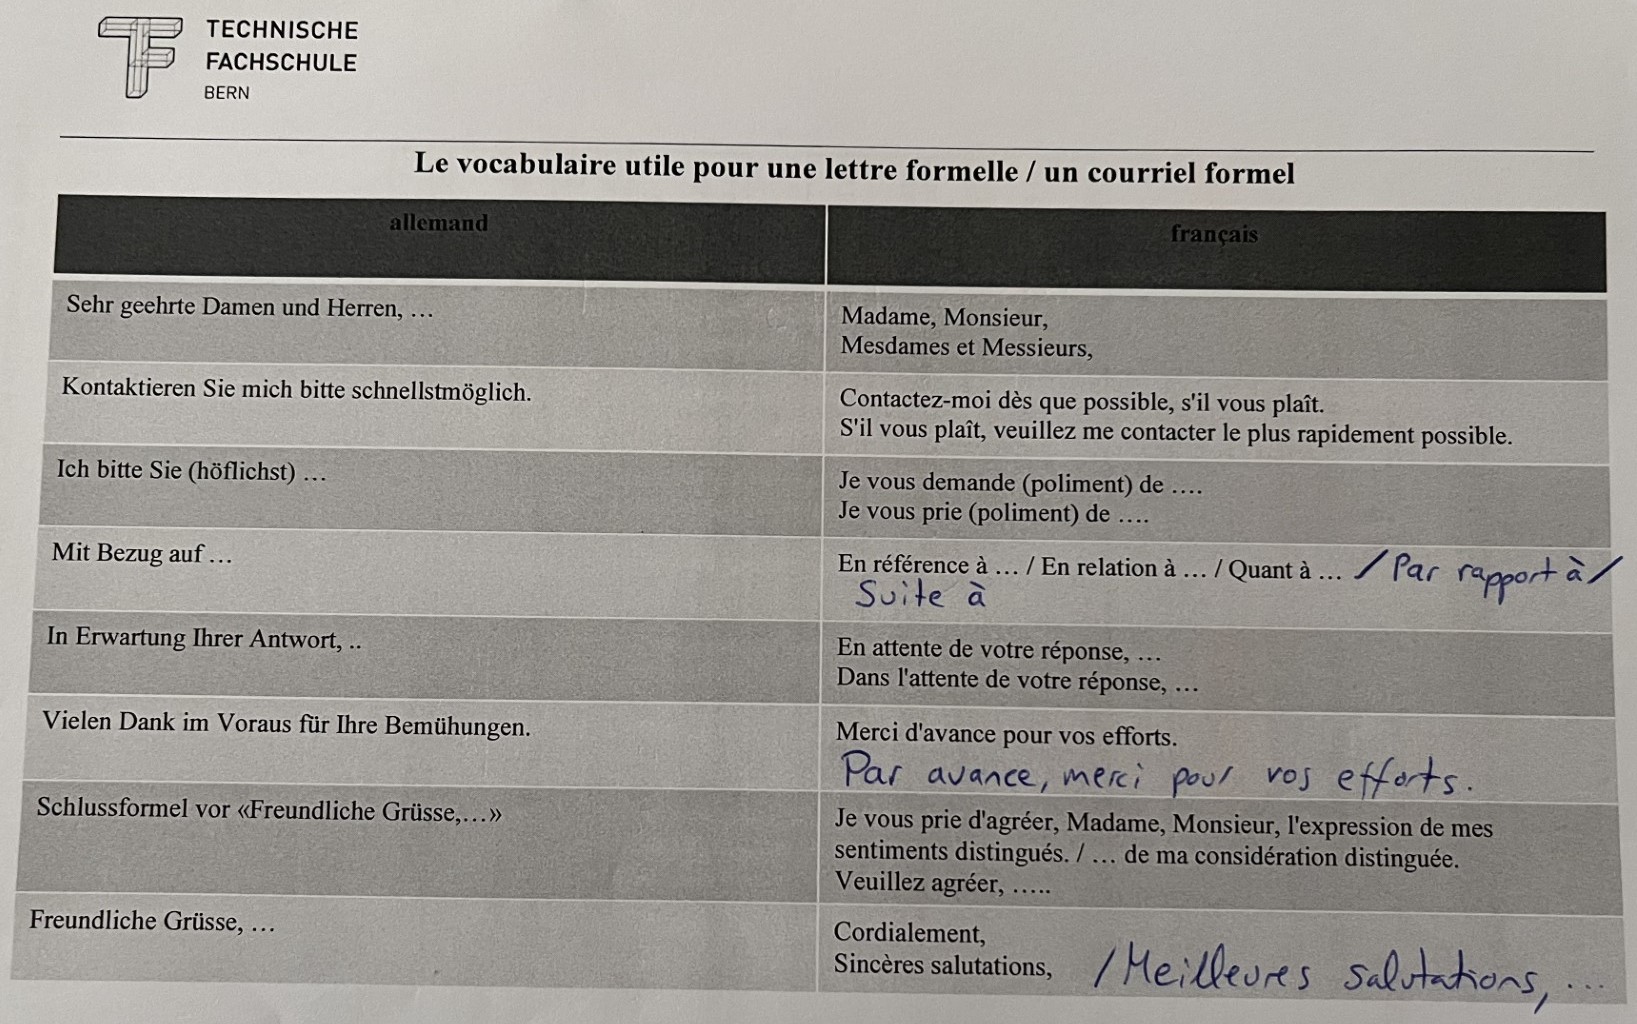 TECHNISCHE
FACHSCHULE
BERN
Le vocabulaire utile pour une lettre formelle / un courriel formel
allemand
français
Sehr geehrte Damen und Herren, …
Madame, Monsieur,
Mesdames et Messieurs,
Kontaktieren Sie mich bitte schnellstmöglich.
Contactez-moi dès que possible, s'il vous plaît.
S'il vous plaît, veuillez me contacter le plus rapidement possible.
Ich bitte Sie (höflichst) …
Je vous demande (poliment) de ….
Je vous prie (poliment) de ….
Mit Bezug auf …
En référence à … / En relation à … / Quant à … / Par rapport à /
Suite à
In Erwartung Ihrer Antwort, ..
En attente de votre réponse, …
Dans l'attente de votre réponse, …
Vielen Dank im Voraus für Ihre Bemühungen.
Merci d'avance pour vos efforts.
Par avance, merci pour vos efforts.
Schlussformel vor «Freundliche Grüsse,…»
Je vous prie d'agréer, Madame, Monsieur, l'expression de mes
sentiments distingués. / … de ma considération distinguée.
Veuillez agréer, …..
Freundliche Grüsse, …
Cordialement,
Sincères salutations, / Meilleures salutations, ...